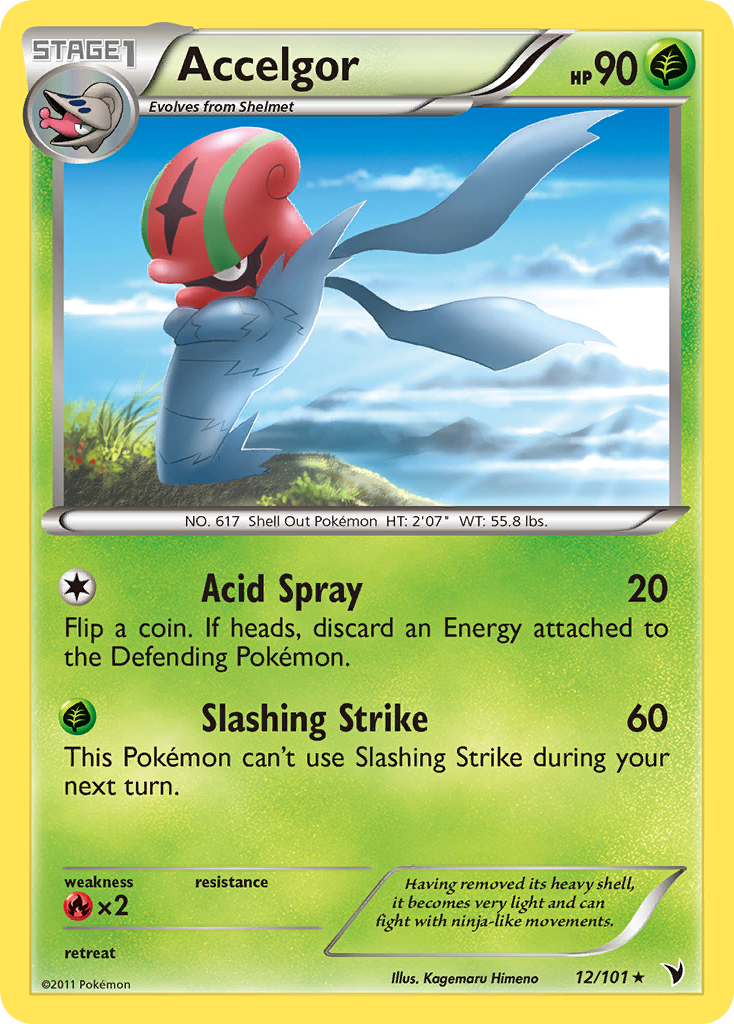 STAGE1
Accelgor
HP 90
Evolves from Shelmet
NO. 617 Shell Out Pokémon HT: 2'07" WT: 55.8 lbs.
Acid Spray 20
Flip a coin. If heads, discard an Energy attached to
the Defending Pokémon.
Slashing Strike 60
This Pokémon can't use Slashing Strike during your
next turn.
weakness resistance
×2
retreat
Having removed its heavy shell,
it becomes very light and can
fight with ninja-like movements.
©2011 Pokémon
Illus. Kagemaru Himeno
12/101 ★